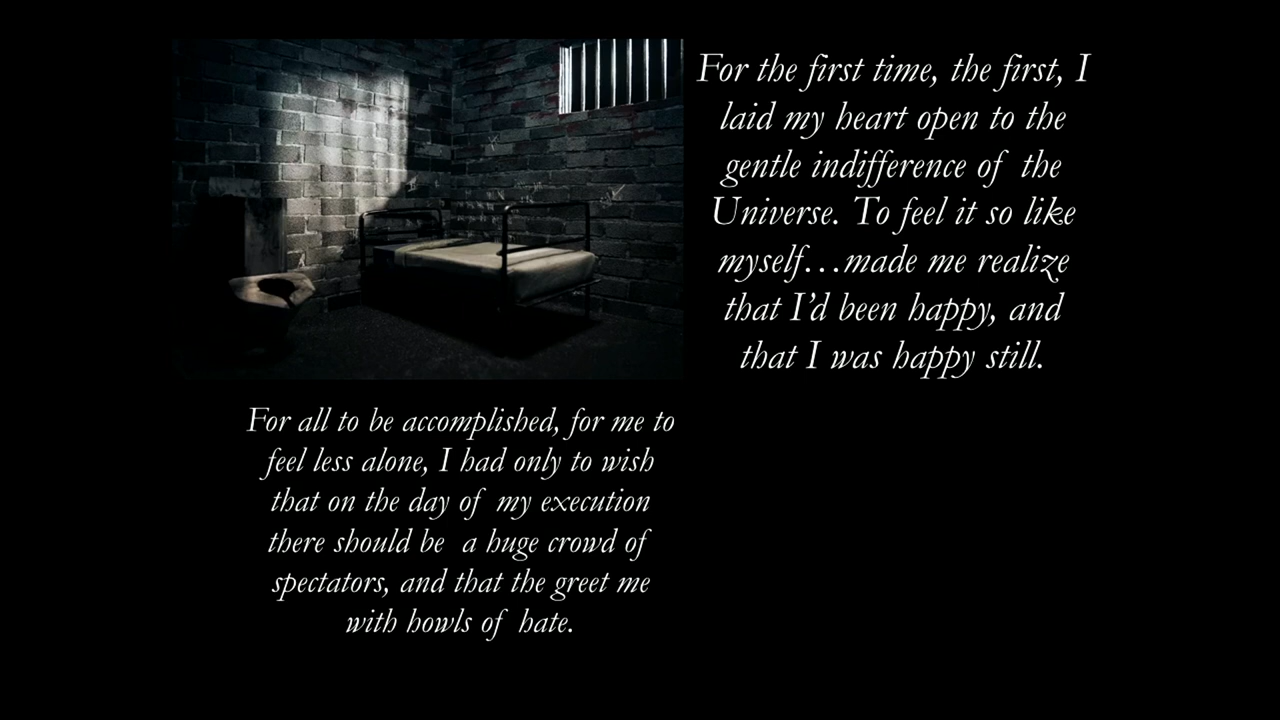 For the first time, the first, I
laid my heart open to the
gentle indifference of the
Universe. To feel it so like
myself…made me realize
that I’d been happy, and
that I was happy still.
For all to be accomplished, for me to
feel less alone, I had only to wish
that on the day of my execution
there should be a huge crowd of
spectators, and that the greet me
with howls of hate.